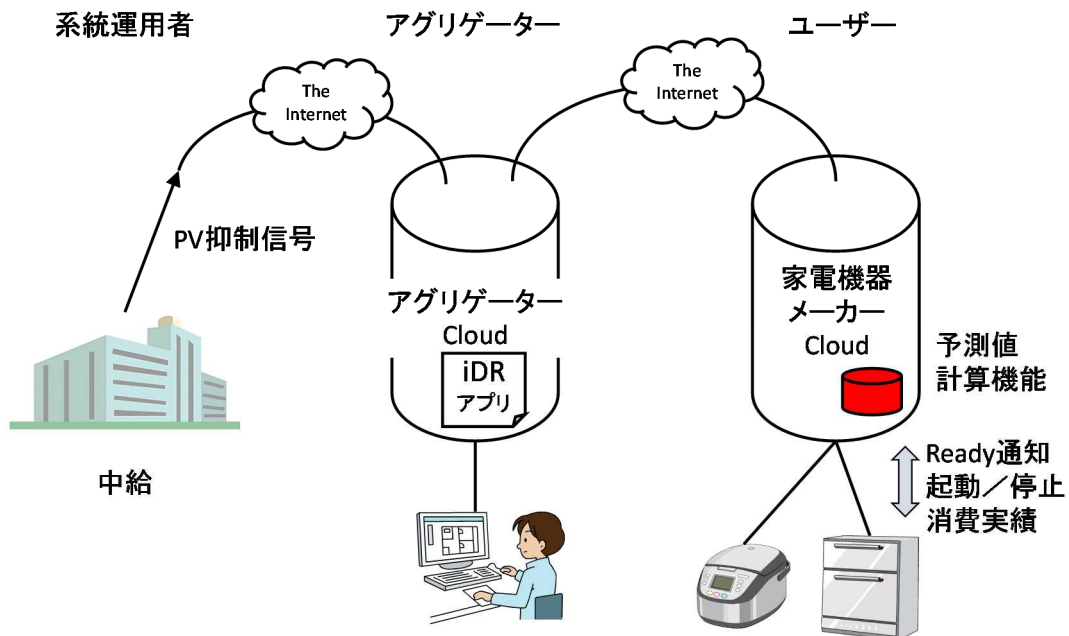 系統運用者
アグリゲーター
ユーザー
The
Internet
The
Internet
PV抑制信号
アグリゲーター
Cloud
iDR
アプリ
家電機器
メーカー
Cloud
予測値
計算機能
中給
Ready通知
起動／停止
消費実績